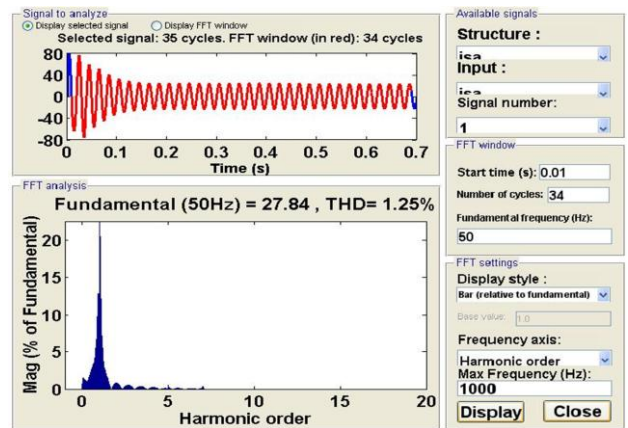 Signal to analyze
Display selected signal Display FFT window
Selected signal: 35 cycles. FFT window (in red): 34 cycles
80
40
0
-40
-80
0 0.1 0.2 0.3 0.4 0.5 0.6 0.7
Time (s)
FFT analysis
Fundamental (50Hz) = 27.84 , THD= 1.25%
Mag (% of Fundamental)
20
15
10
5
0
0 5 10 15 20
Harmonic order
Available signals
Structure :
isa
Input :
isa
Signal number:
1
FFT window
Start time (s): 0.01
Number of cycles: 34
Fundamental frequency (Hz):
50
FFT settings
Display style :
Bar (relative to fundamental)
Base value: 1.0
Frequency axis:
Harmonic order
Max Frequency (Hz):
1000
Display Close